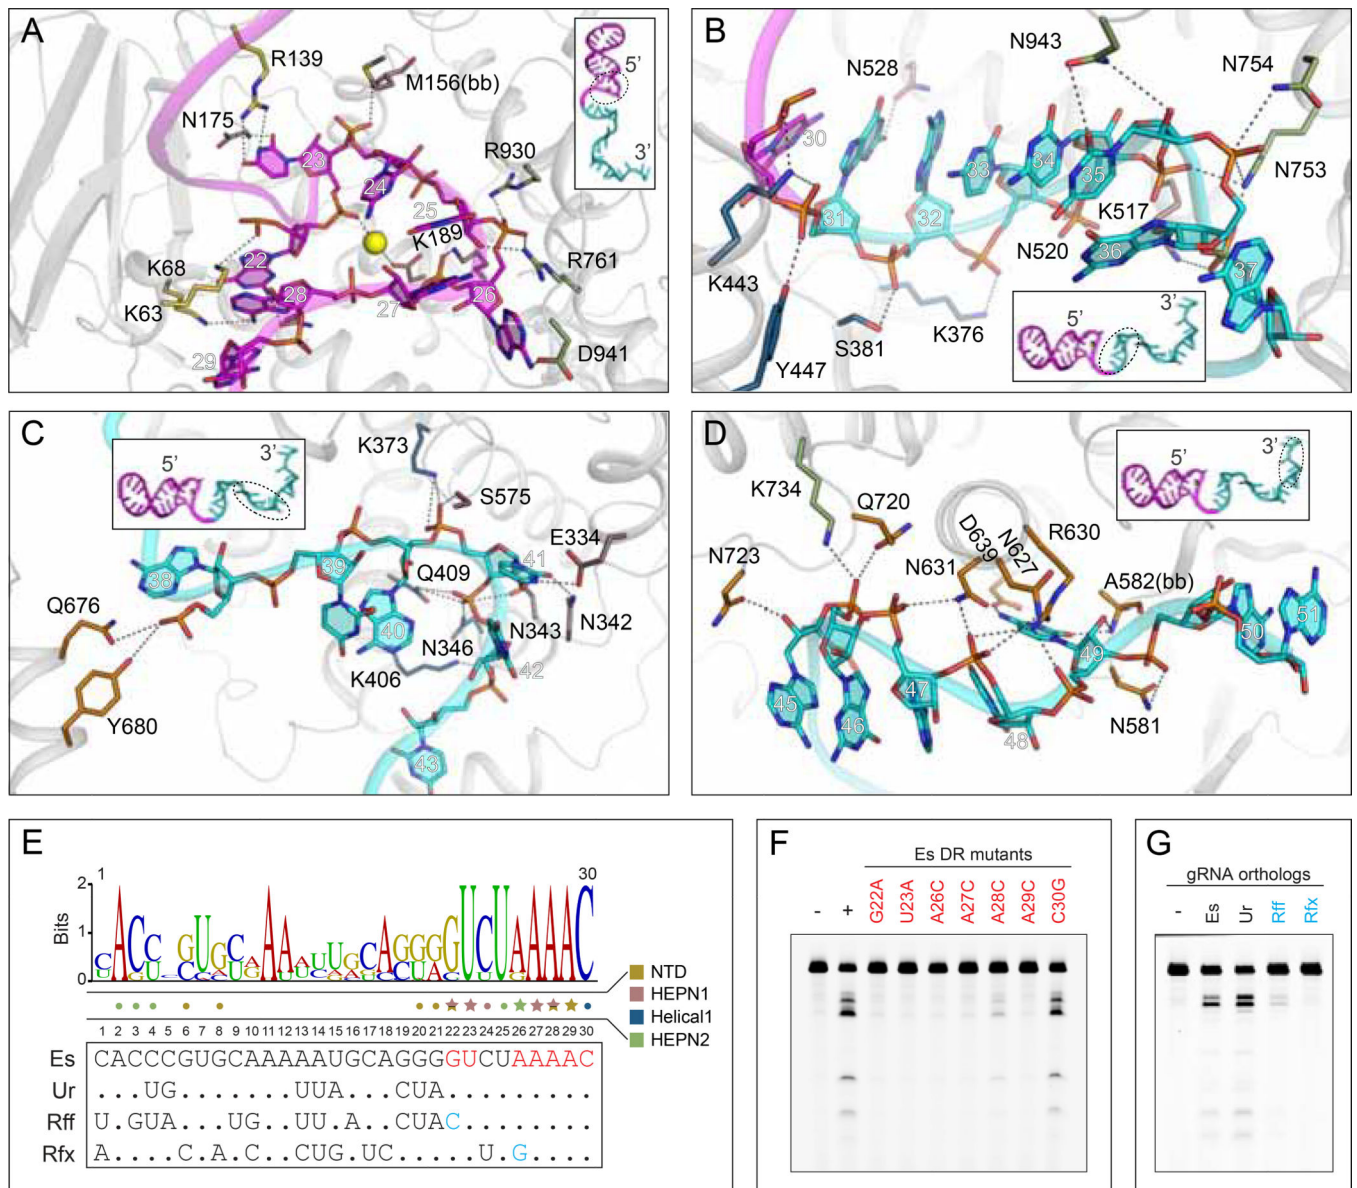 A
R139
M156(bb)
5'
N175
23
R930
24
3'
25
K189
K68
22
R761
28
27
26
K63
D941
29
B
N943
N528
N754
30
33
34
35
N753
31
32
K517
N520
36
37
K443
3'
5'
S381
K376
Y447
C
K373
3'
5'
S575
E334
39
Q409
41
38
Q676
40
N343
N342
N346
42
K406
Y680
43
D
3'
K734
Q720
5'
D639
N627
R630
N723
N631
A582(bb)
51
50
49
45
47
46
N581
48
E
1
30
2
Bits
1
0
NTD
HEPN1
Helical1
HEPN2
1 2 3 4 5 6 7 8 9 10 11 12 13 14 15 16 17 18 19 20 21 22 23 24 25 26 27 28 29 30
Es CACCCGUGCAAAAAUGCAGGGGUCUAAAAC
Ur ...UG........UUA...CUA.........
Rff U.GUA...UG..UU.A..CUAC........
Rfx A....C.A.C..CUG.UC.....U.G....
F
Es DR mutants
- + G22A U23A A26C A27C A28C A29C C30G
G
gRNA orthologs
- Es Ur Rff Rfx